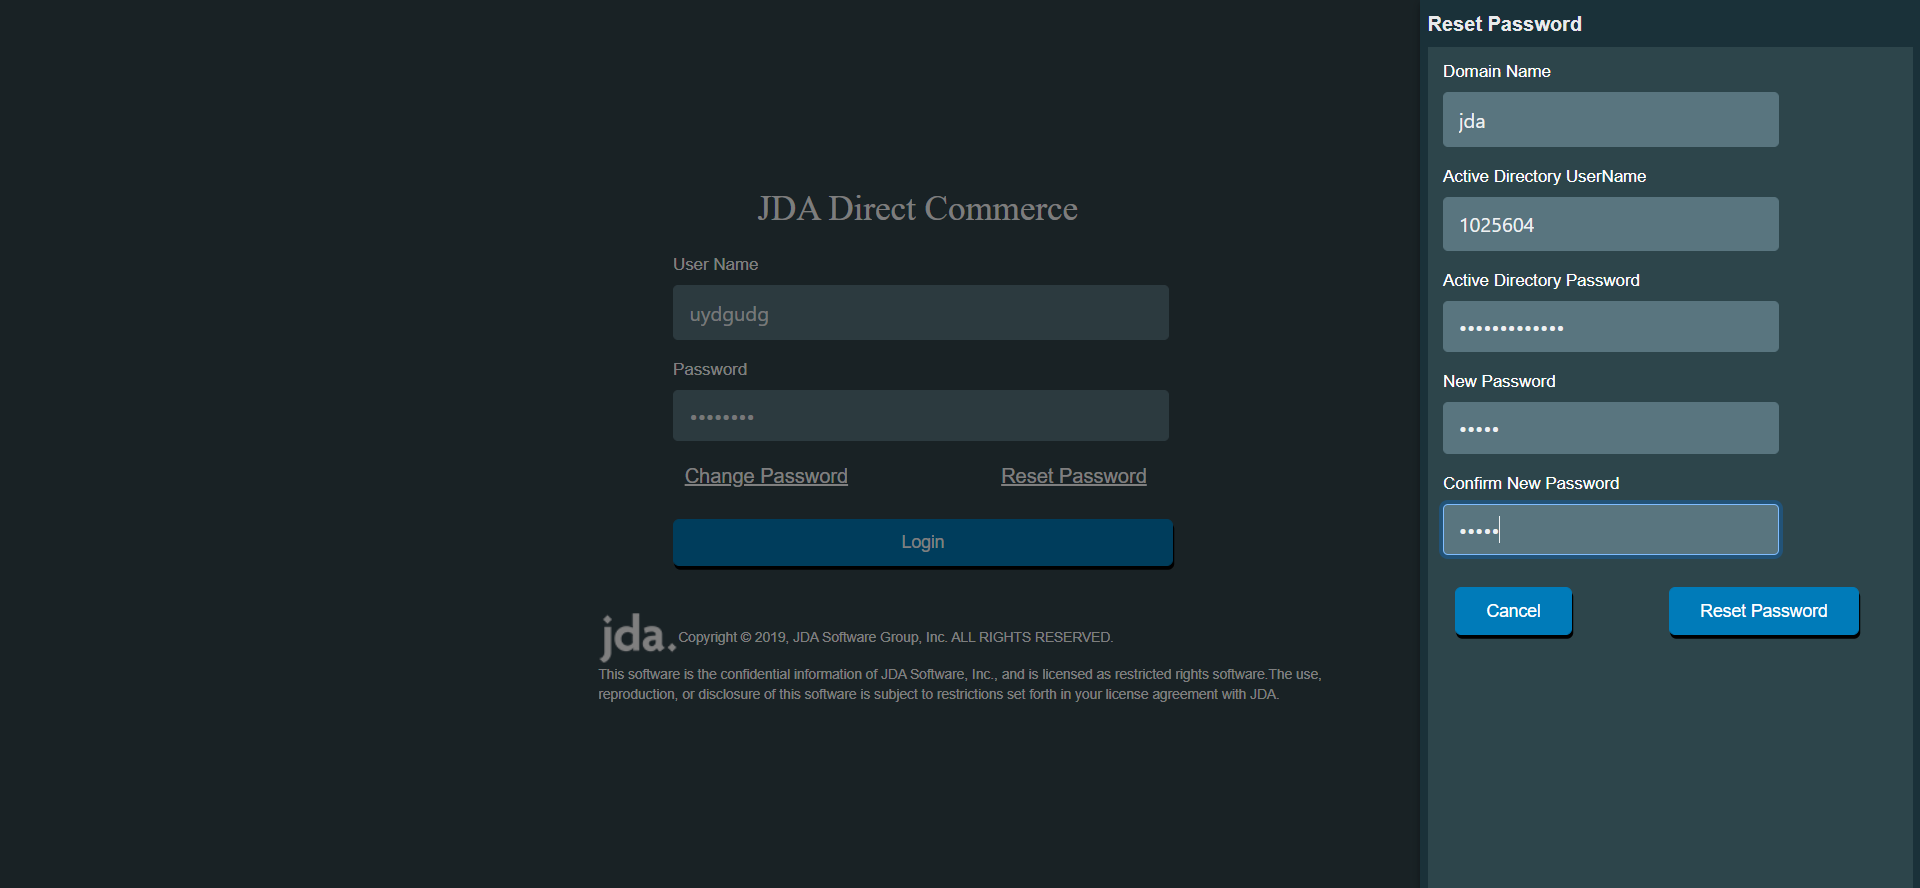 JDA Direct Commerce
User Name
uydgudg
Password
••••••••
Change Password
Reset Password
Login
jda.
Copyright © 2019, JDA Software Group, Inc. ALL RIGHTS RESERVED.
This software is the confidential information of JDA Software, Inc., and is licensed as restricted rights software.The use,
reproduction, or disclosure of this software is subject to restrictions set forth in your license agreement with JDA.
Reset Password
Domain Name
jda
Active Directory UserName
1025604
Active Directory Password
•••••••••••••
New Password
•••••
Confirm New Password
•••••
Cancel
Reset Password